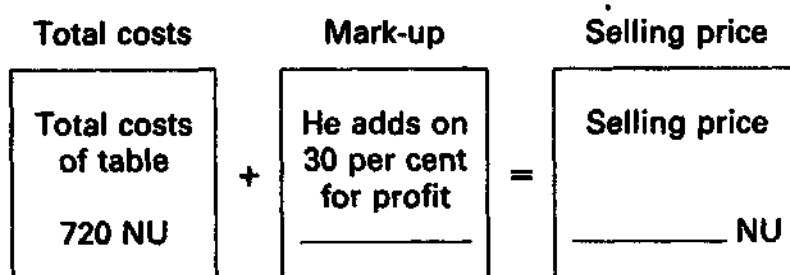 Total costs
Mark-up
Selling price
Total costs
of table
720 NU
+
He adds on
30 per cent
for profit
=
Selling price
NU